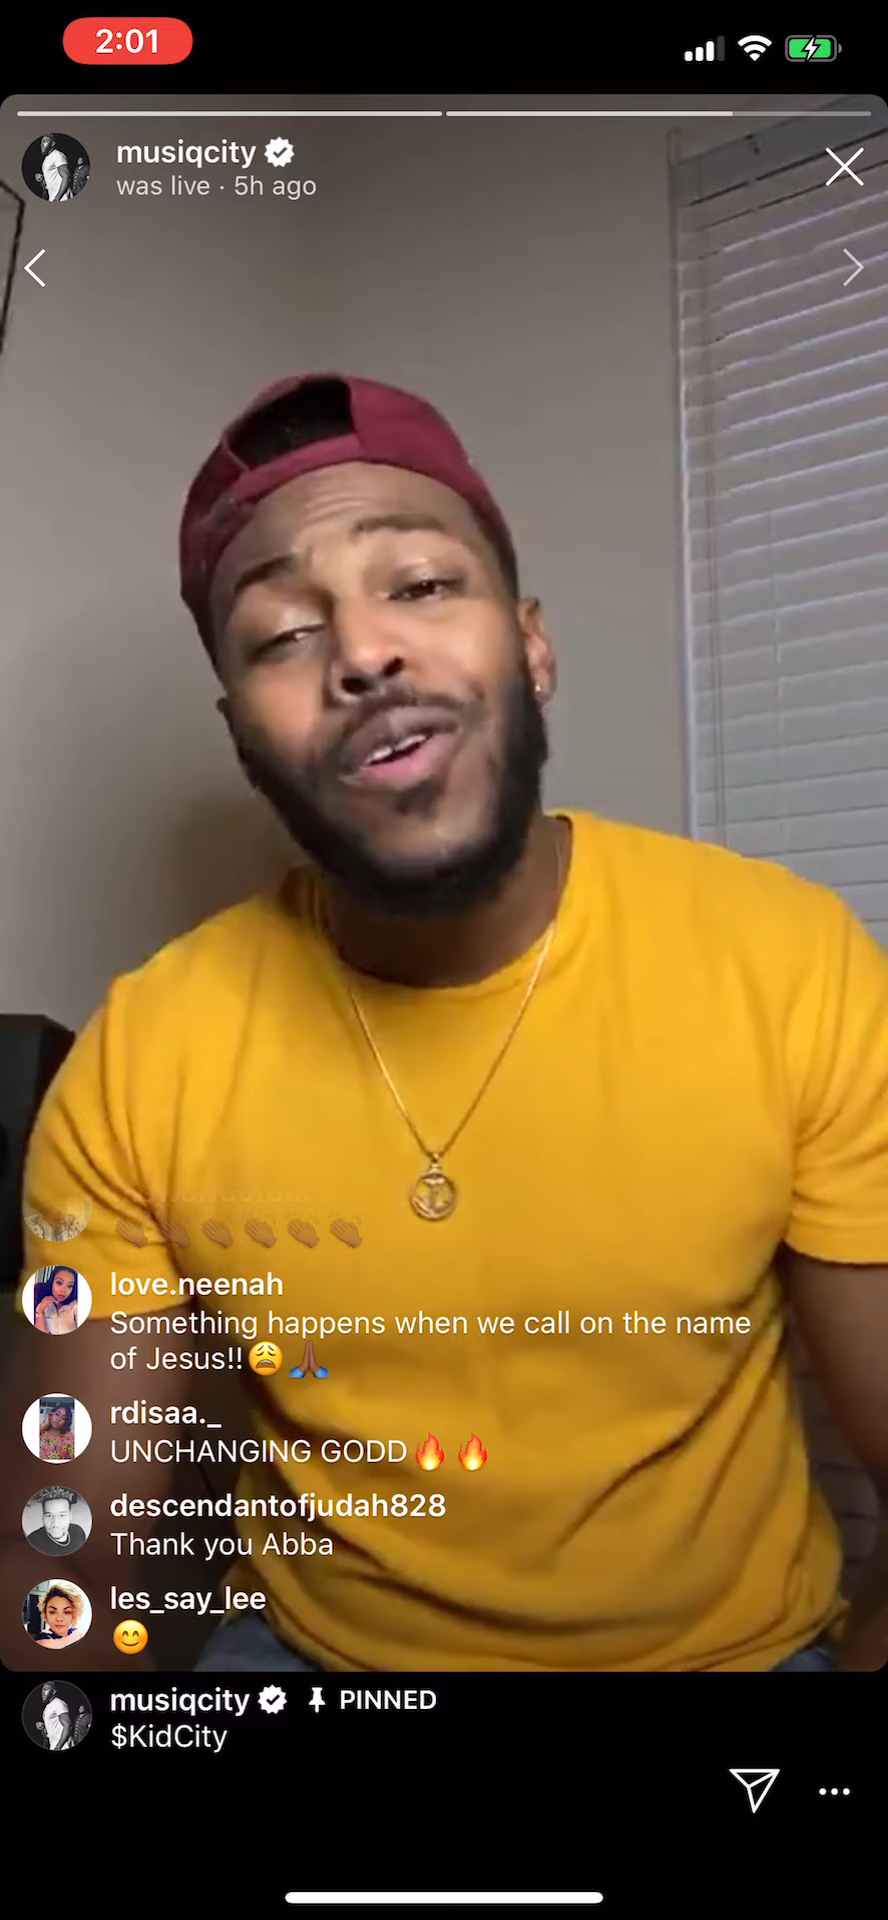 2:01
musiqcity
was live · 5h ago
love.neenah
Something happens when we call on the name
of Jesus!!😩🙏🏾
rdisaa._
UNCHANGING GODD🔥🔥
descendantofjudah828
Thank you Abba
les_say_lee
😊
musiqcity PINNED
$KidCity